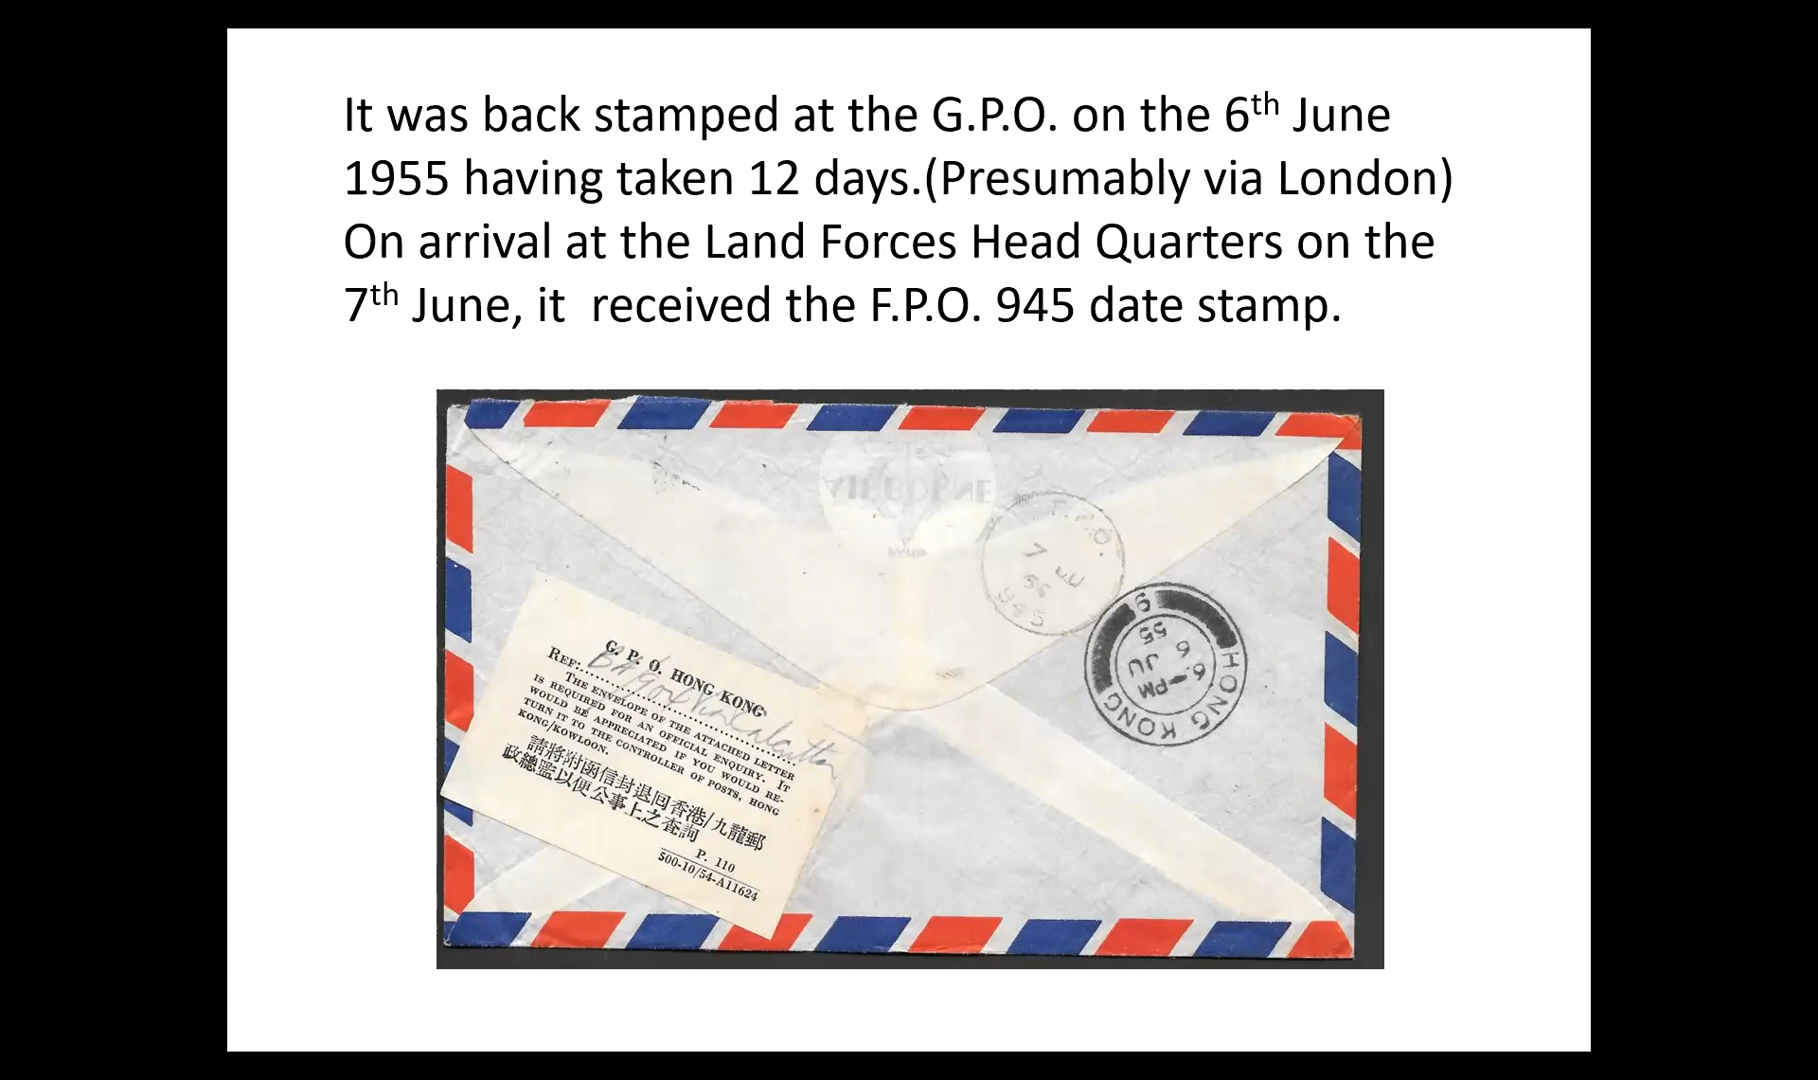 It was back stamped at the G.P.O. on the 6th June
1955 having taken 12 days.(Presumably via London)
On arrival at the Land Forces Head Quarters on the
7th June, it received the F.P.O. 945 date stamp.
AIRBORNE
F.P.O.
7 JU
945
HONG KONG
6.-PM
6 JU
55
9
G. P. O. HONG KONG
REF:
THE ENVELOPE OF THE ATTACHED LETTER
IS REQUIRED FOR AN OFFICIAL ENQUIRY. IT
WOULD BE APPRECIATED IF YOU WOULD RE-
TURN IT TO THE CONTROLLER OF POSTS, HONG
KONG/KOWLOON.
請將附函信封退回香港/九龍郵
政總監以便公事上之查詢
P. 110
500-10/54-A11624